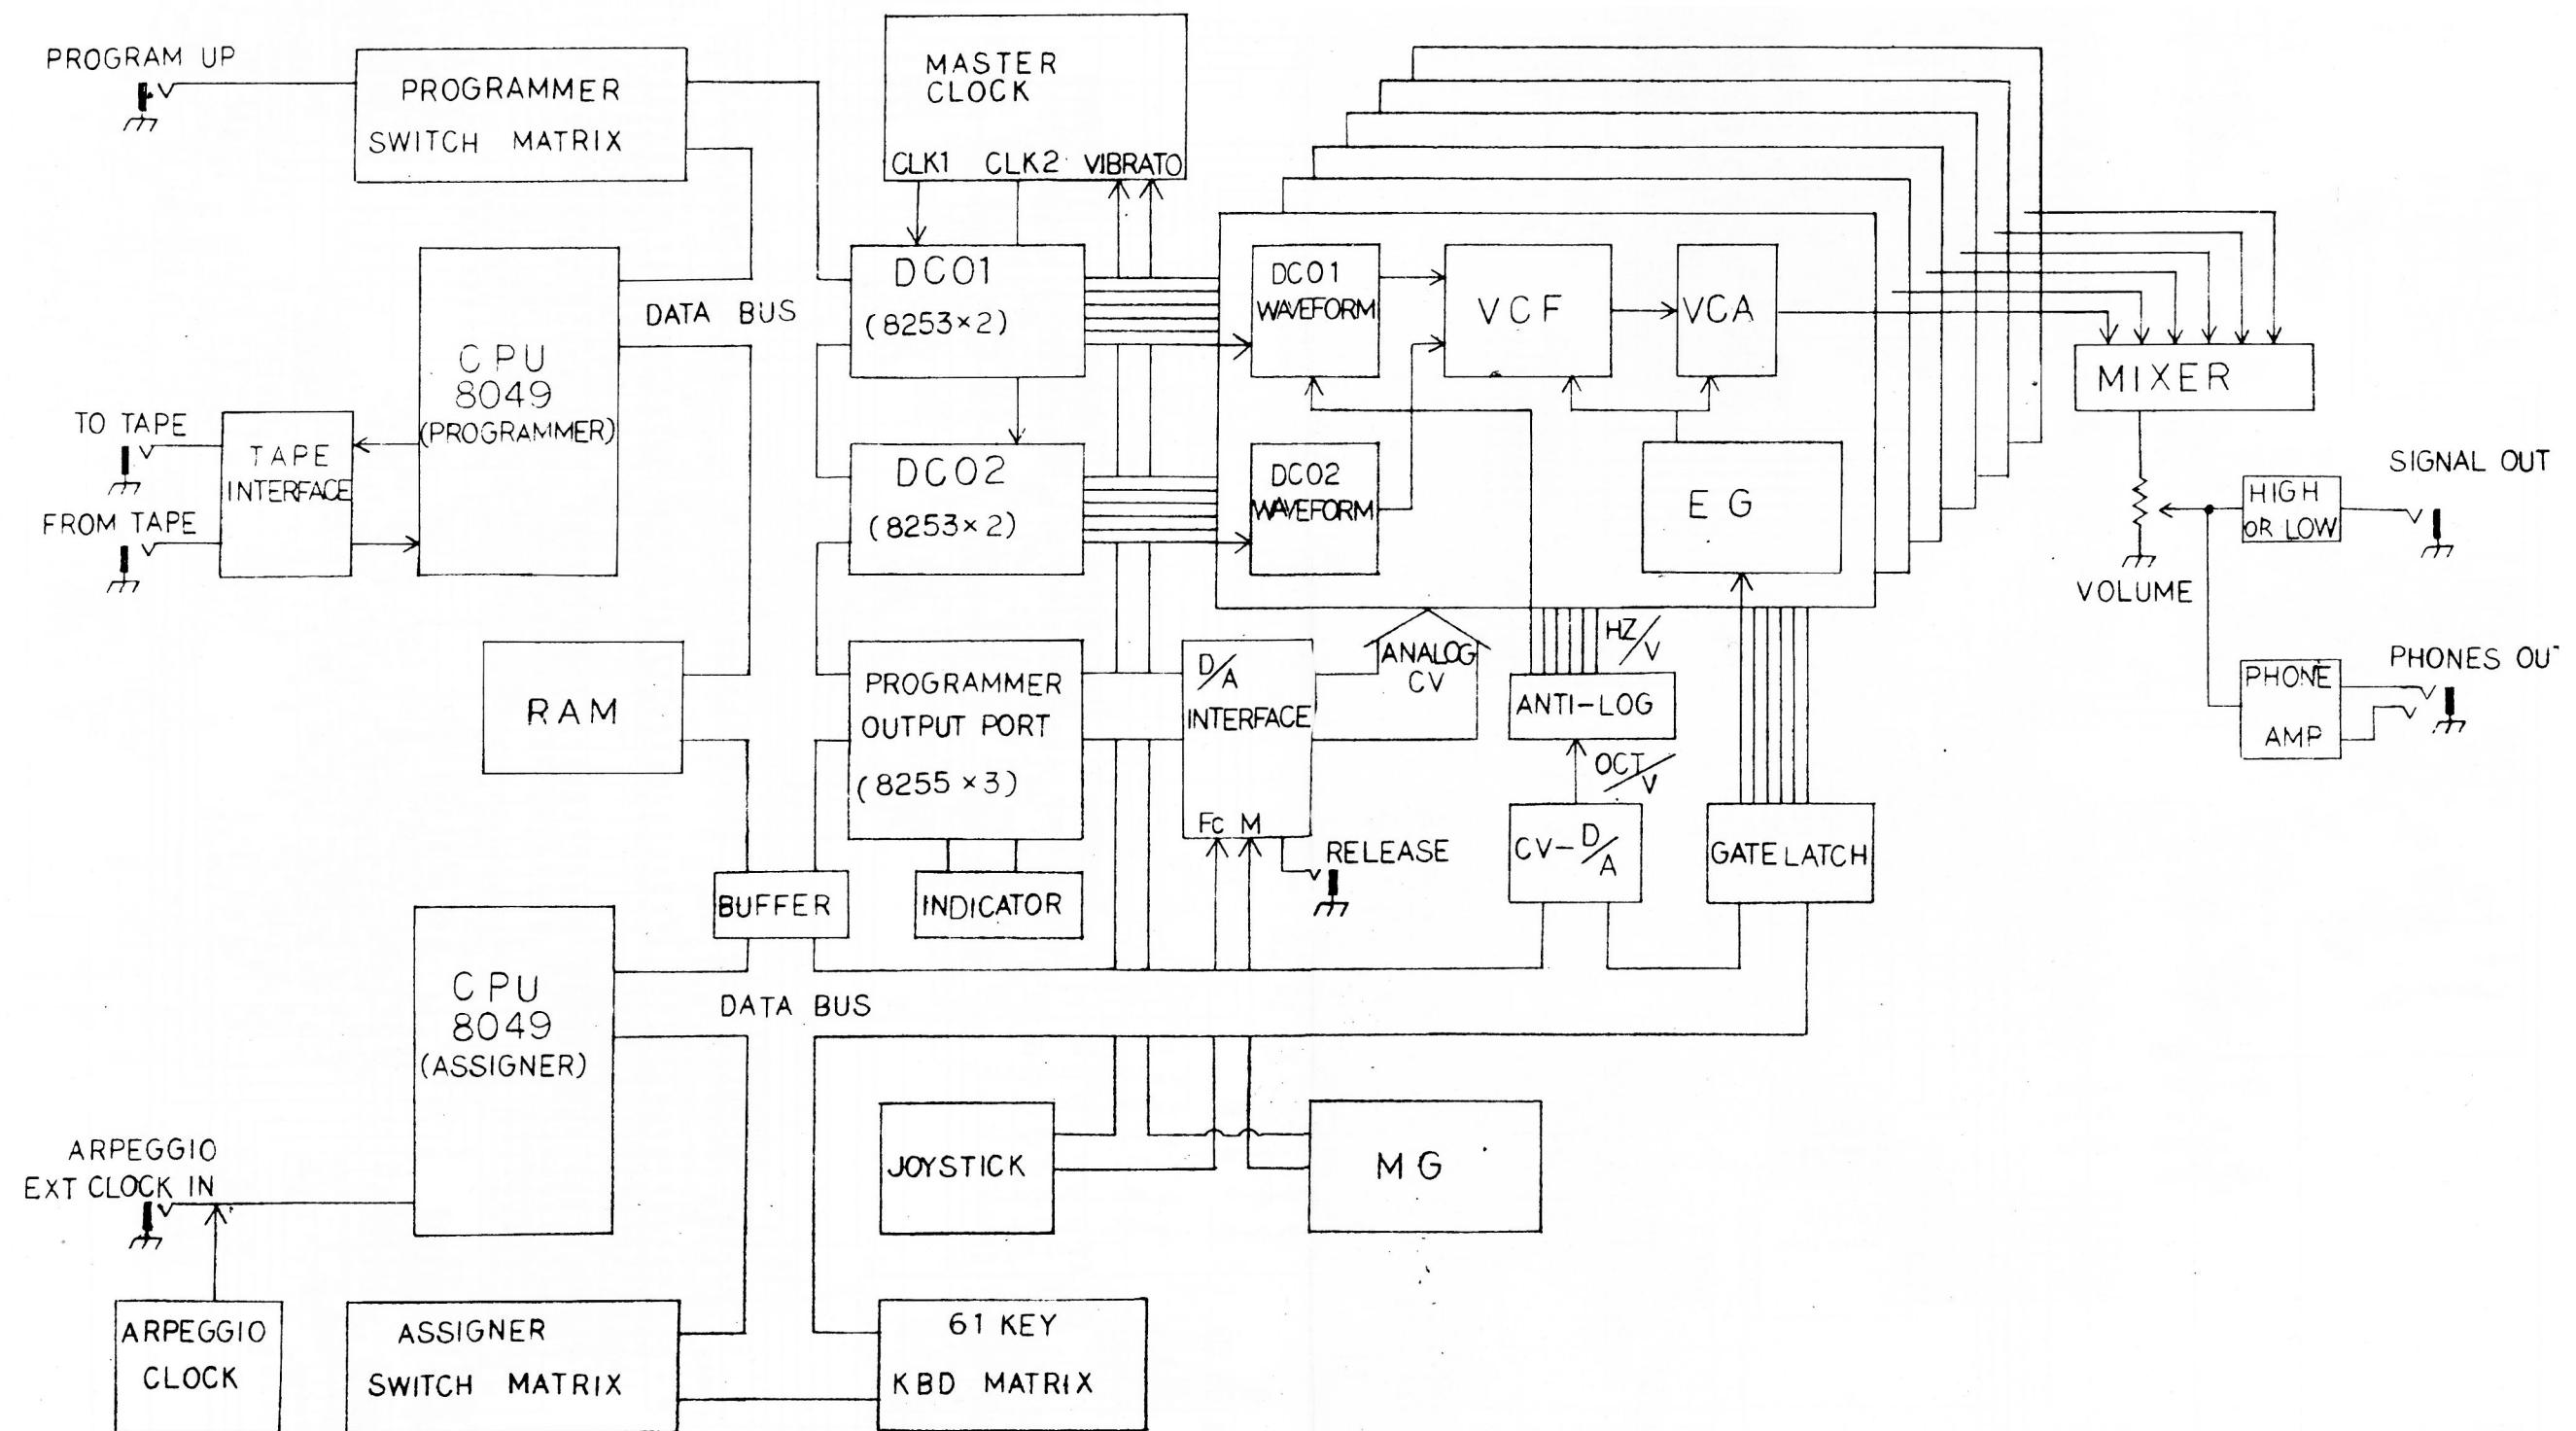 PROGRAM UP
PROGRAMMER
SWITCH MATRIX
MASTER
CLOCK
CLK1 CLK2 VIBRATO
DCO1
(8253×2)
DATA BUS
CPU
8049
(PROGRAMMER)
TO TAPE
FROM TAPE
TAPE
INTERFACE
DCO2
(8253×2)
DCO1
WAVEFORM
VCF
VCA
DCO2
WAVEFORM
EG
MIXER
VOLUME
HIGH
OR LOW
SIGNAL OUT
PHONE
AMP
PHONES OU
RAM
PROGRAMMER
OUTPUT PORT
(8255×3)
D/A
INTERFACE
Fc M
ANALOG
CV
HZ/V
ANTI-LOG
OCT/V
CV-D/A
GATE LATCH
RELEASE
BUFFER
INDICATOR
CPU
8049
(ASSIGNER)
DATA BUS
JOYSTICK
MG
ARPEGGIO
EXT CLOCK IN
ARPEGGIO
CLOCK
ASSIGNER
SWITCH MATRIX
61 KEY
KBD MATRIX